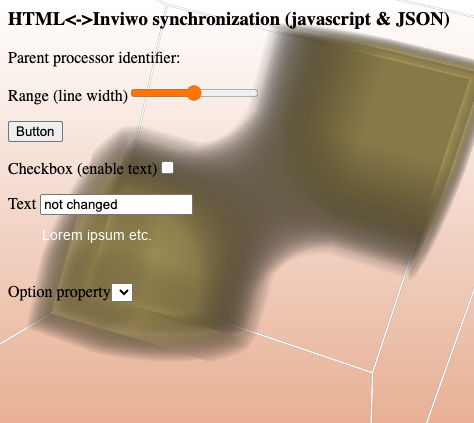 HTML<->Inviwo synchronization (javascript & JSON)
Parent processor identifier:
Range (line width)
Button
Checkbox (enable text)
Text not changed
Lorem ipsum etc.
Option property